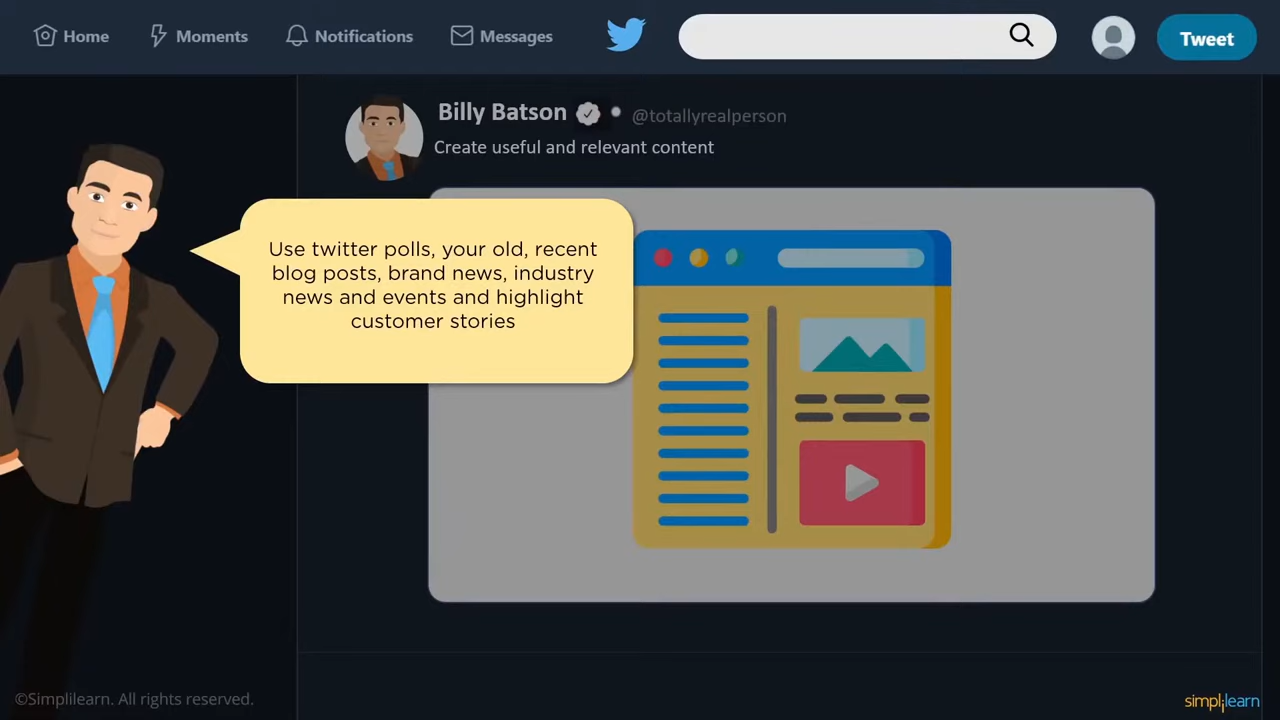 Home
Moments
Notifications
Messages
Tweet
Billy Batson
@totallyrealperson
Create useful and relevant content
Use twitter polls, your old, recent
blog posts, brand news, industry
news and events and highlight
customer stories
©Simplilearn. All rights reserved.
simplilearn